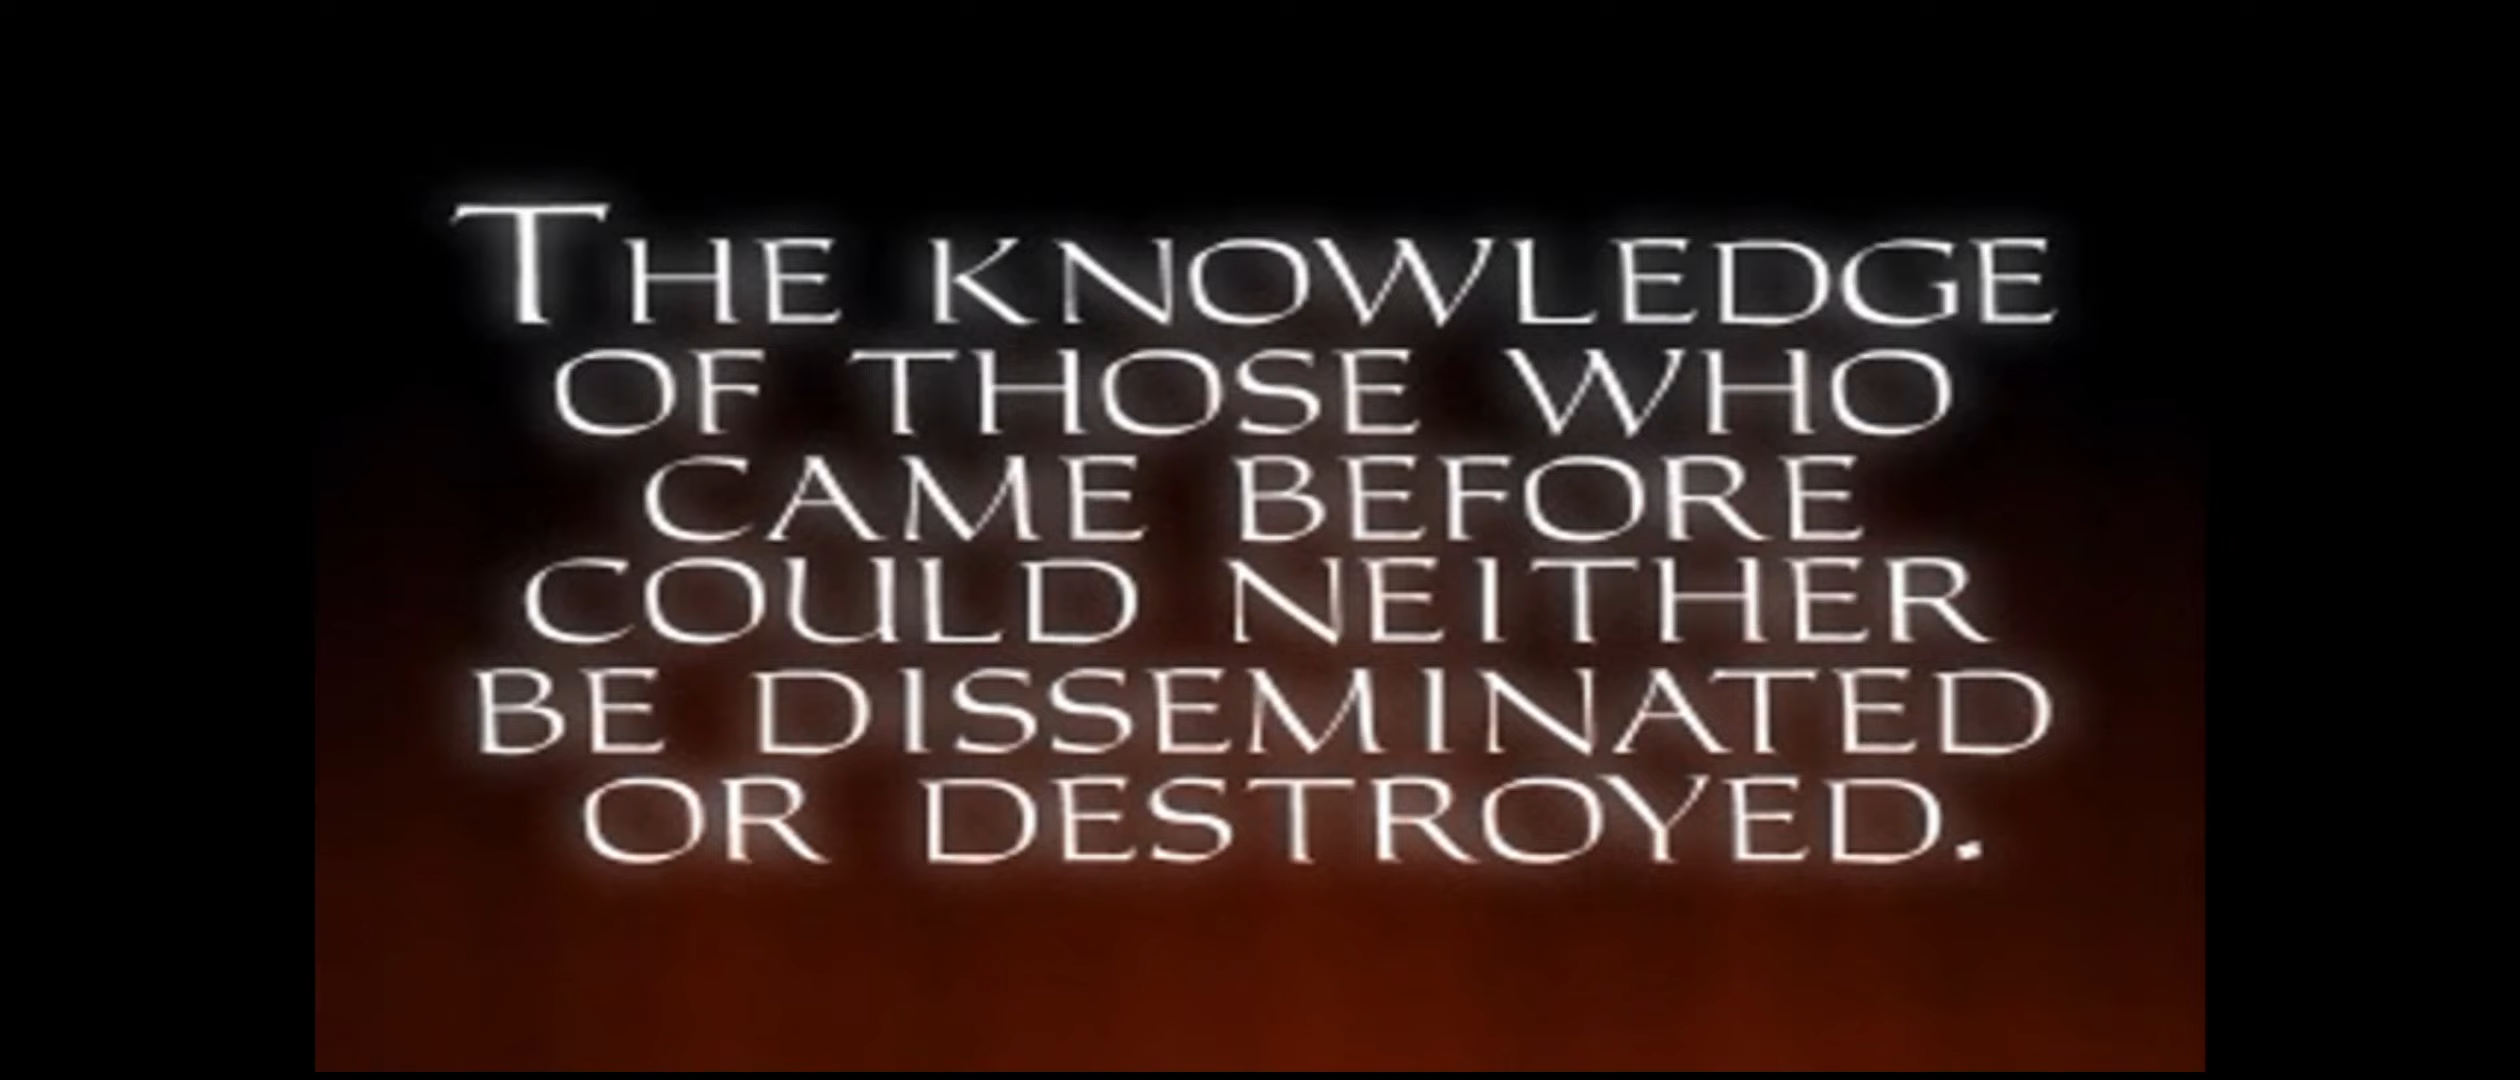 The knowledge
of those who
came before
could neither
be disseminated
or destroyed.